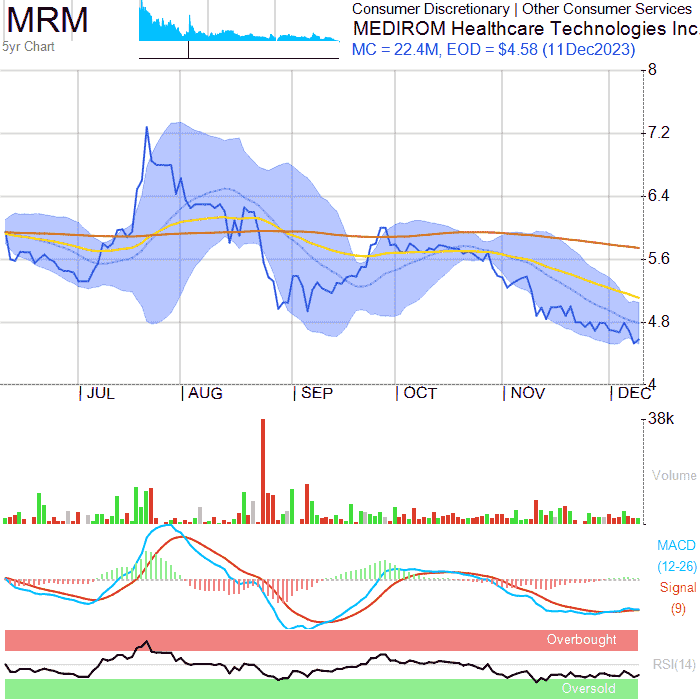 MRM
5yr Chart
Consumer Discretionary | Other Consumer Services
MEDIROM Healthcare Technologies Inc
MC = 22.4M, EOD = $4.58 (11Dec2023)
8
7.2
6.4
5.6
4.8
4
JUL AUG SEP OCT NOV DEC
38k
Volume
MACD
(12-26)
Signal
(9)
Overbought
RSI(14)
Oversold